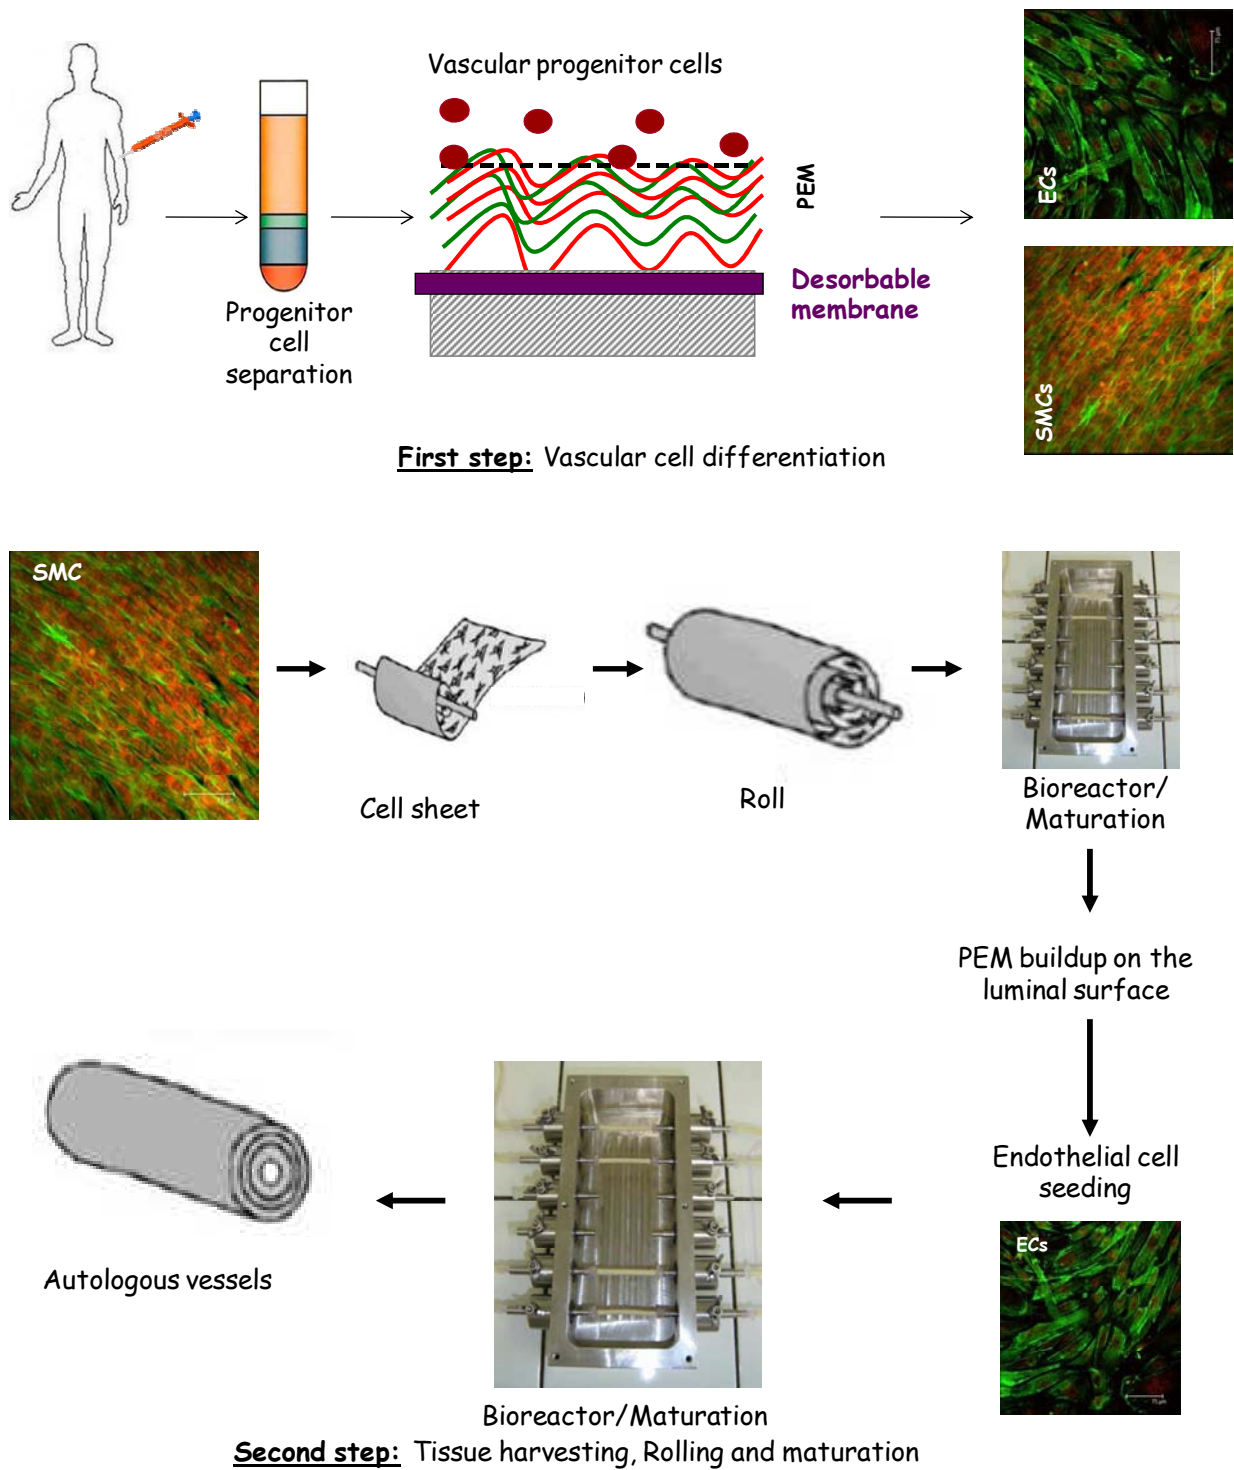 Vascular progenitor cells
PEM
ECs
Desorbable
membrane
Progenitor
cell
separation
SMCs
First step: Vascular cell differentiation
SMC
Cell sheet
Roll
Bioreactor/
Maturation
PEM buildup on the
luminal surface
Endothelial cell
seeding
ECs
Autologous vessels
Bioreactor/Maturation
Second step: Tissue harvesting, Rolling and maturation